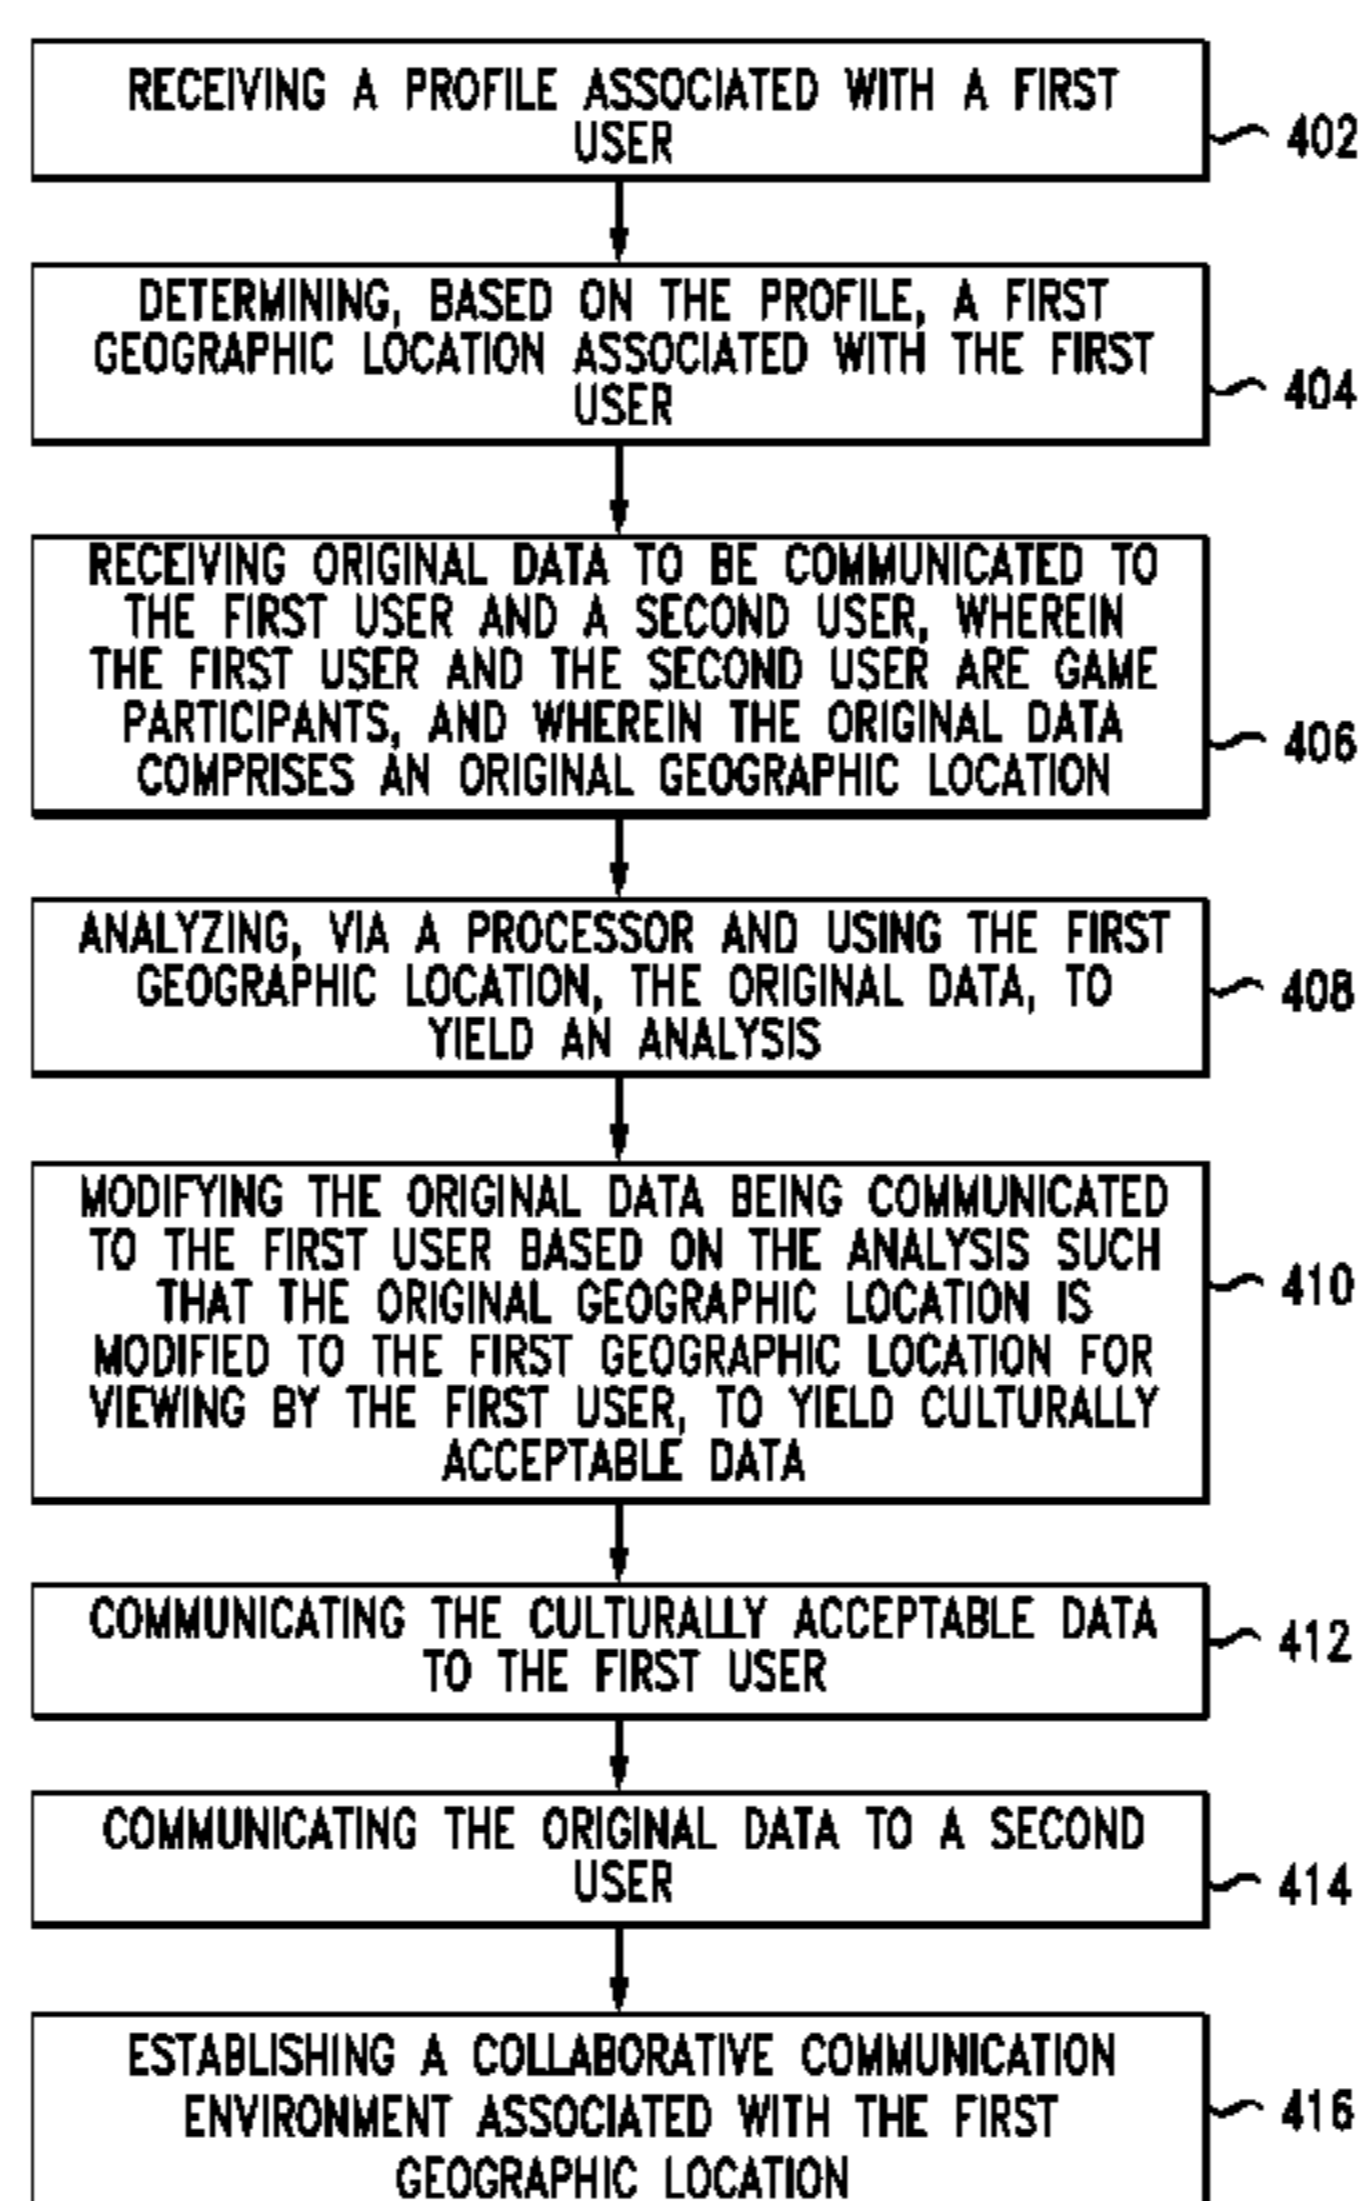 RECEIVING A PROFILE ASSOCIATED WITH A FIRST
USER
402
DETERMINING, BASED ON THE PROFILE, A FIRST
GEOGRAPHIC LOCATION ASSOCIATED WITH THE FIRST
USER
404
RECEIVING ORIGINAL DATA TO BE COMMUNICATED TO
THE FIRST USER AND A SECOND USER, WHEREIN
THE FIRST USER AND THE SECOND USER ARE GAME
PARTICIPANTS, AND WHEREIN THE ORIGINAL DATA
COMPRISES AN ORIGINAL GEOGRAPHIC LOCATION
406
ANALYZING, VIA A PROCESSOR AND USING THE FIRST
GEOGRAPHIC LOCATION, THE ORIGINAL DATA, TO
YIELD AN ANALYSIS
408
MODIFYING THE ORIGINAL DATA BEING COMMUNICATED
TO THE FIRST USER BASED ON THE ANALYSIS SUCH
THAT THE ORIGINAL GEOGRAPHIC LOCATION IS
MODIFIED TO THE FIRST GEOGRAPHIC LOCATION FOR
VIEWING BY THE FIRST USER, TO YIELD CULTURALLY
ACCEPTABLE DATA
410
COMMUNICATING THE CULTURALLY ACCEPTABLE DATA
TO THE FIRST USER
412
COMMUNICATING THE ORIGINAL DATA TO A SECOND
USER
414
ESTABLISHING A COLLABORATIVE COMMUNICATION
ENVIRONMENT ASSOCIATED WITH THE FIRST
GEOGRAPHIC LOCATION
416